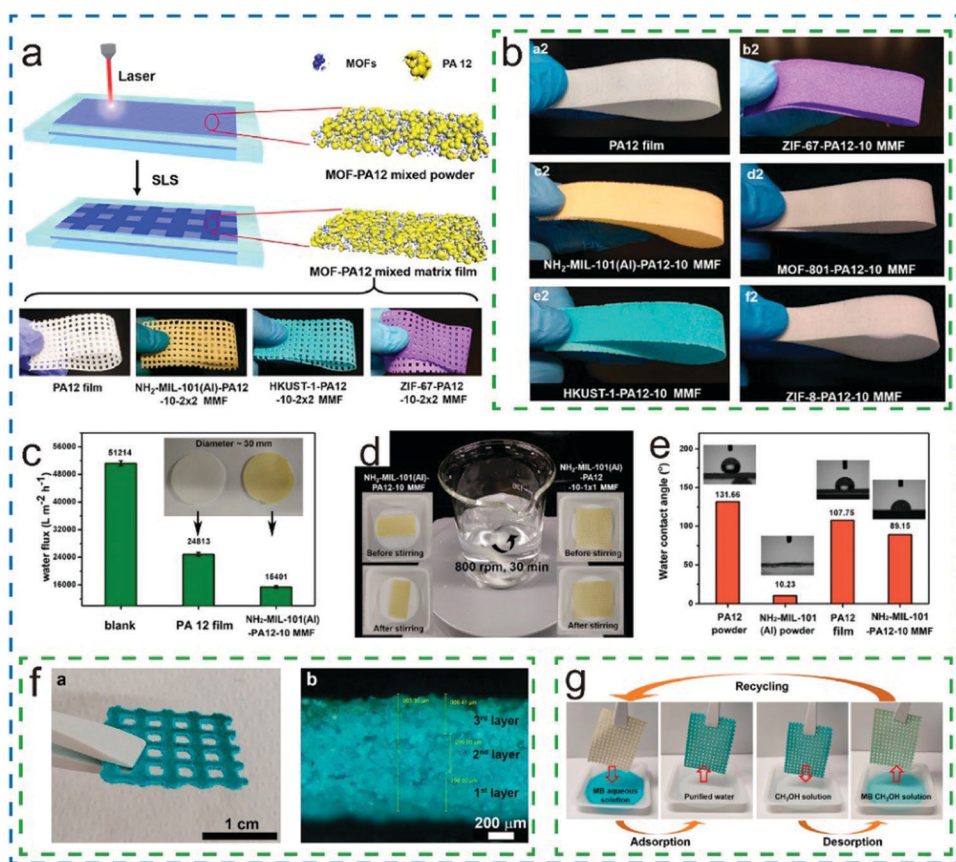 a
Laser
MOFs
PA 12
MOF-PA12 mixed powder
SLS
MOF-PA12 mixed matrix film
PA12 film
NH₂-MIL-101(Al)-PA12
-10-2x2 MMF
HKUST-1-PA12
-10-2x2 MMF
ZIF-67-PA12
-10-2x2 MMF
b
a2
PA12 film
b2
ZIF-67-PA12-10 MMF
c2
NH₂-MIL-101(Al)-PA12-10 MMF
d2
MOF-801-PA12-10 MMF
e2
HKUST-1-PA12-10 MMF
f2
ZIF-8-PA12-10 MMF
c
water flux (L m⁻² h⁻¹)
56000
48000
40000
32000
24000
16000
51214
24813
15401
Diameter ~ 30 mm
blank
PA 12 film
NH₂-MIL-101(Al)
-PA12-10 MMF
d
NH₂-MIL-101(Al)-
PA12-10 MMF
Before stirring
After stirring
800 rpm, 30 min
NH₂-MIL-101(Al)
-PA12
-10-1x1 MMF
Before stirring
After stirring
e
Water contact angle (°)
200
150
100
50
0
131.66
10.23
107.75
89.15
PA12
powder
NH₂-MIL-101
(Al) powder
PA12
film
NH₂-MIL-101
-PA12-10 MMF
f
a
1 cm
b
3rd layer
2nd layer
1st layer
200 μm
g
Recycling
MB aqueous
solution
Purified water
CH₃OH solution
MB CH₃OH solution
Adsorption
Desorption